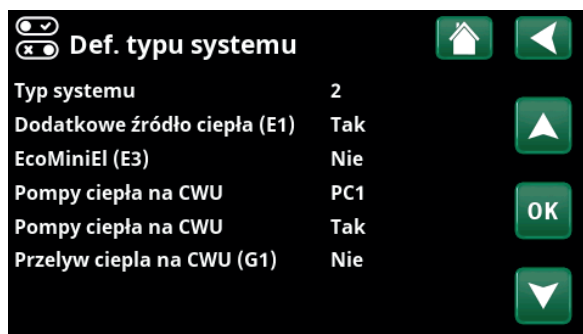 Def. typu systemu
Typ systemu 2
Dodatkowe źródło ciepła (E1) Tak
EcoMiniEl (E3) Nie
Pompy ciepła na CWU PC1
Pompy ciepła na CWU Tak
Przelyw ciepla na CWU (G1) Nie
OK